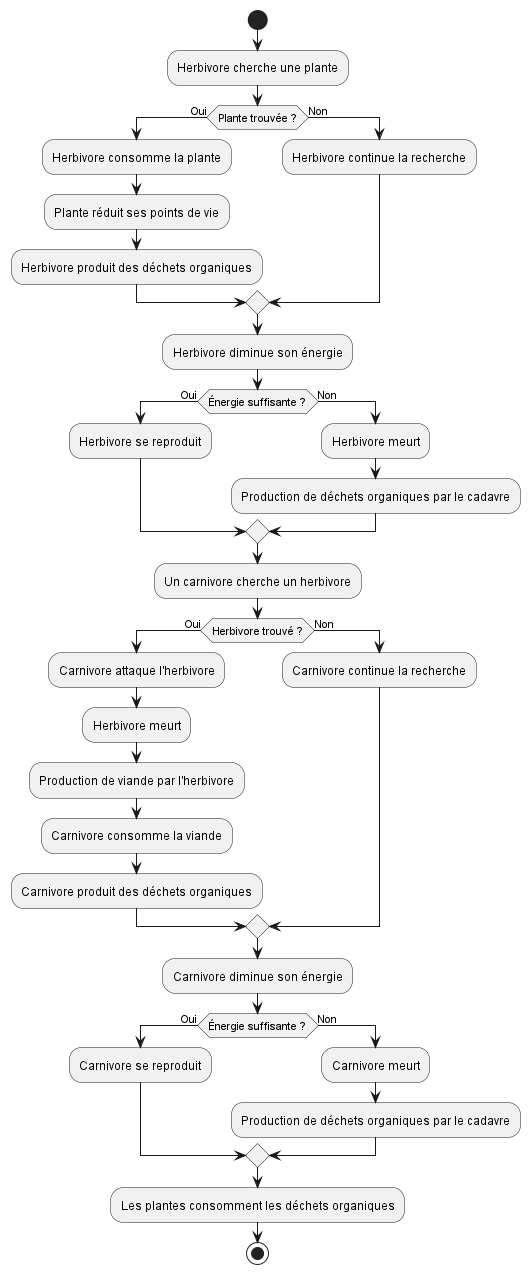 Herbivore cherche une plante
Oui
Plante trouvée ?
Non
Herbivore consomme la plante
Herbivore continue la recherche
Plante réduit ses points de vie
Herbivore produit des déchets organiques
Herbivore diminue son énergie
Oui
Énergie suffisante ?
Non
Herbivore se reproduit
Herbivore meurt
Production de déchets organiques par le cadavre
Un carnivore cherche un herbivore
Oui
Herbivore trouvé ?
Non
Carnivore attaque l'herbivore
Carnivore continue la recherche
Herbivore meurt
Production de viande par l'herbivore
Carnivore consomme la viande
Carnivore produit des déchets organiques
Carnivore diminue son énergie
Oui
Énergie suffisante ?
Non
Carnivore se reproduit
Carnivore meurt
Production de déchets organiques par le cadavre
Les plantes consomment les déchets organiques